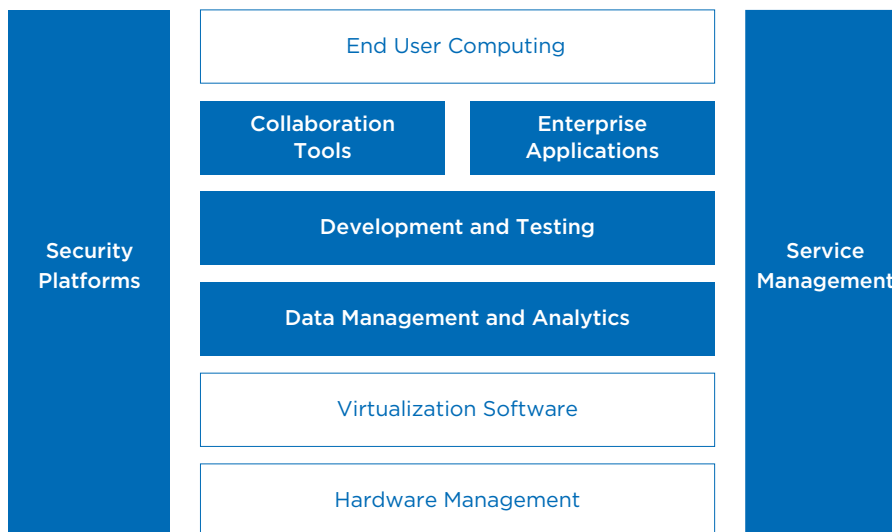 End User Computing
Collaboration
Tools
Enterprise
Applications
Development and Testing
Security
Platforms
Service
Management
Data Management and Analytics
Virtualization Software
Hardware Management